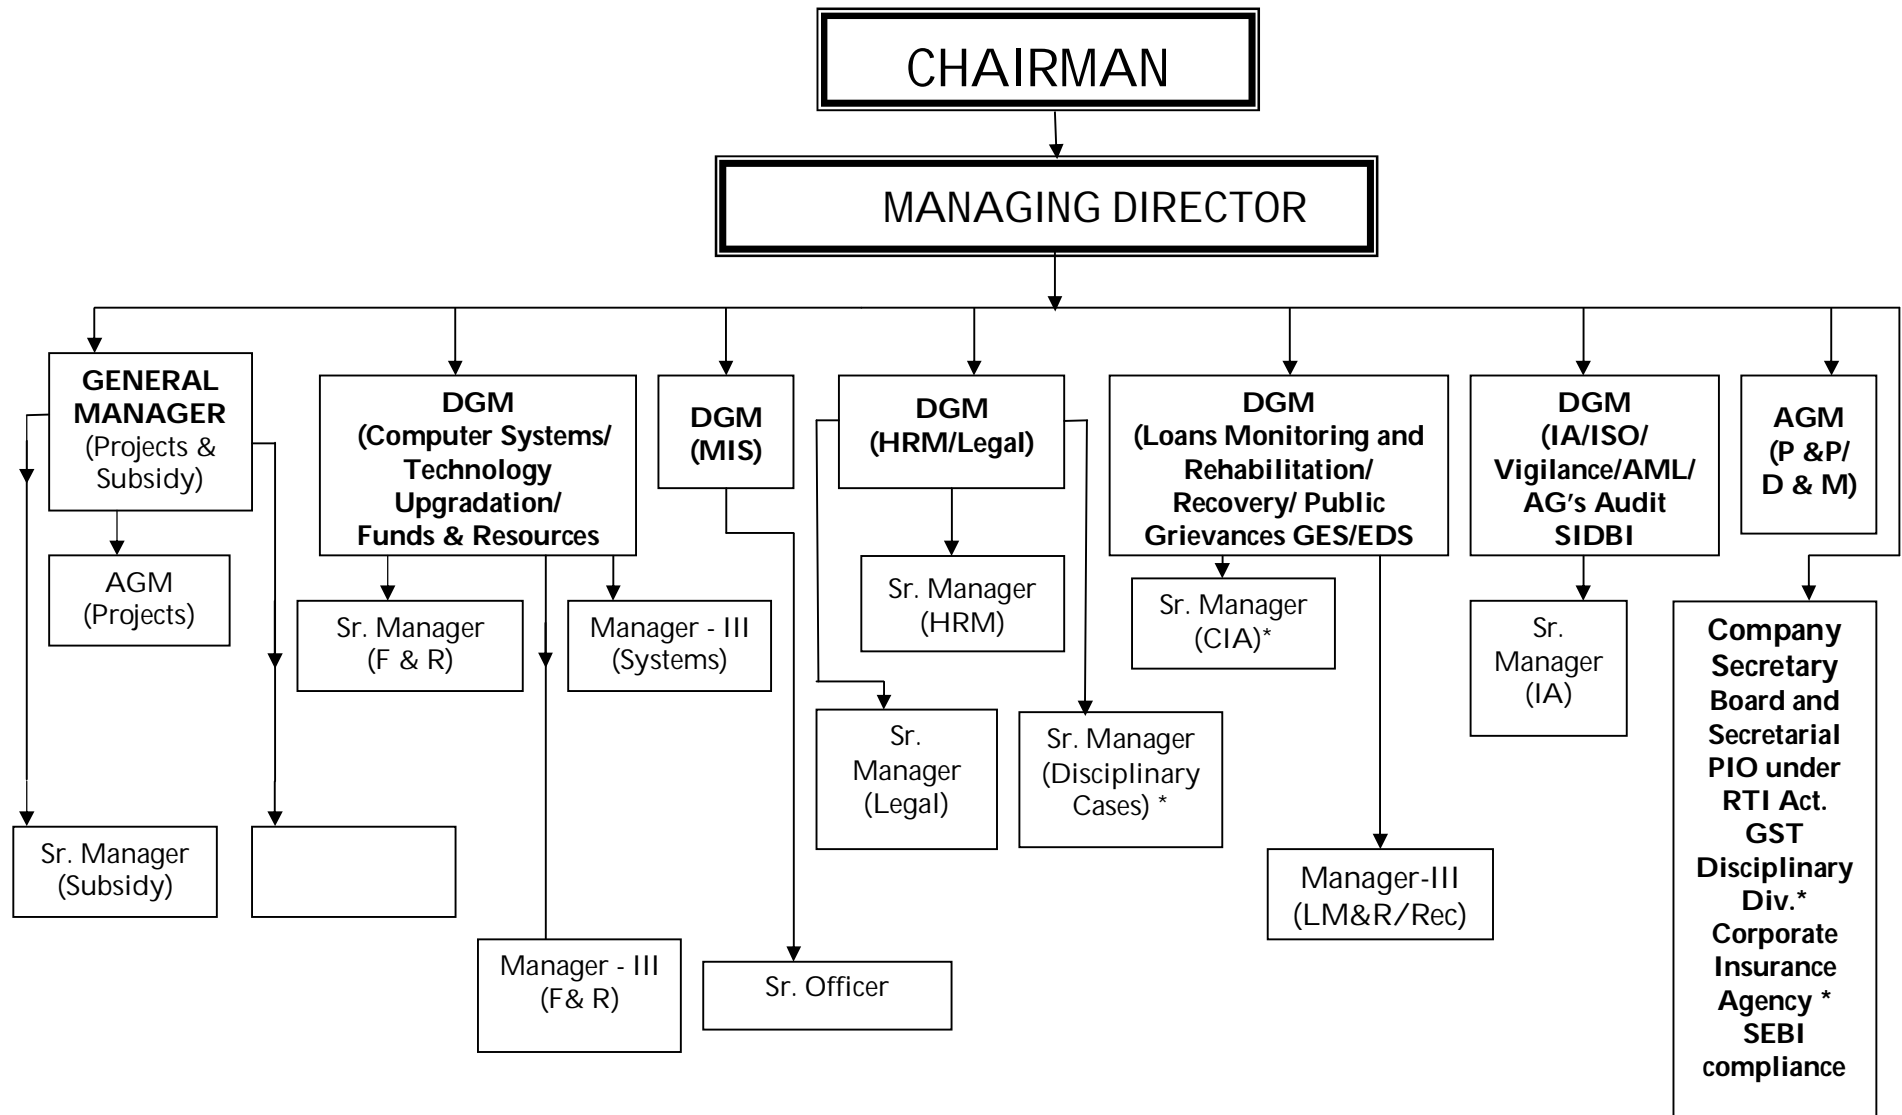 CHAIRMAN
MANAGING DIRECTOR
GENERAL
MANAGER
(Projects &
Subsidy)
DGM
(Computer Systems/
Technology
Upgradation/
Funds & Resources
DGM
(MIS)
DGM
(HRM/Legal)
DGM
(Loans Monitoring and
Rehabilitation/
Recovery/ Public
Grievances GES/EDS
DGM
(IA/ISO/
Vigilance/AML/
AG's Audit
SIDBI
AGM
(P &P/
D & M)
AGM
(Projects)
Sr. Manager
(F & R)
Manager - III
(Systems)
Sr. Manager
(HRM)
Sr. Manager
(CIA)*
Sr.
Manager
(IA)
Company
Secretary
Board and
Secretarial
PIO under
RTI Act.
GST
Disciplinary
Div.*
Corporate
Insurance
Agency *
SEBI
compliance
Sr.
Manager
(Legal)
Sr. Manager
(Disciplinary
Cases) *
Sr. Manager
(Subsidy)
Manager-III
(LM&R/Rec)
Manager - III
(F& R)
Sr. Officer